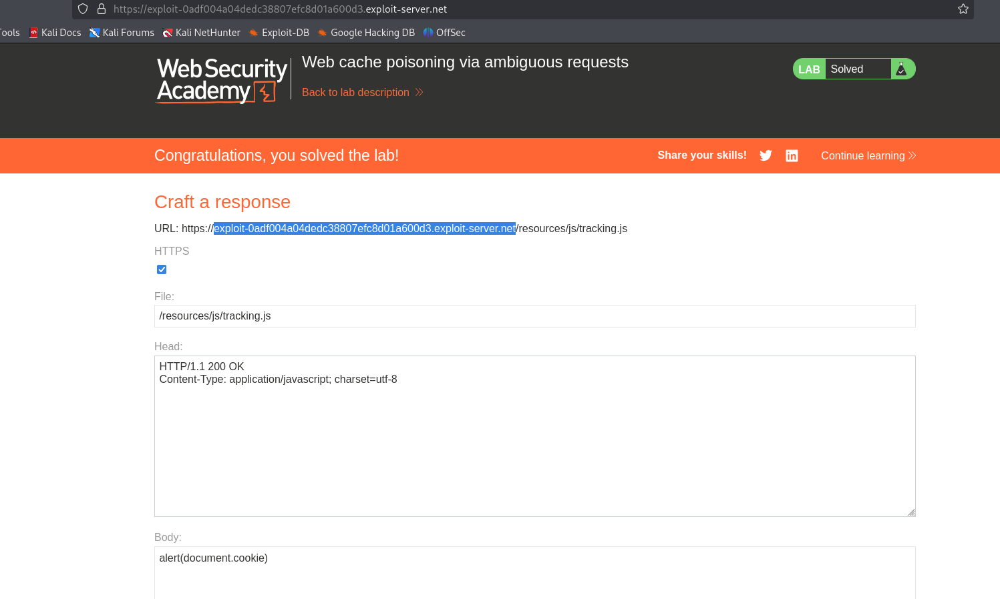 https://exploit-0adf004a04dedc38807efc8d01a600d3.exploit-server.net
Tools Kali Docs Kali Forums Kali NetHunter Exploit-DB Google Hacking DB OffSec
Web Security
Academy
Web cache poisoning via ambiguous requests
Back to lab description
LAB Solved
Congratulations, you solved the lab!
Share your skills!
Continue learning
Craft a response
URL: https://exploit-0adf004a04dedc38807efc8d01a600d3.exploit-server.net/resources/js/tracking.js
HTTPS
File:
/resources/js/tracking.js
Head:
HTTP/1.1 200 OK
Content-Type: application/javascript; charset=utf-8
Body:
alert(document.cookie)